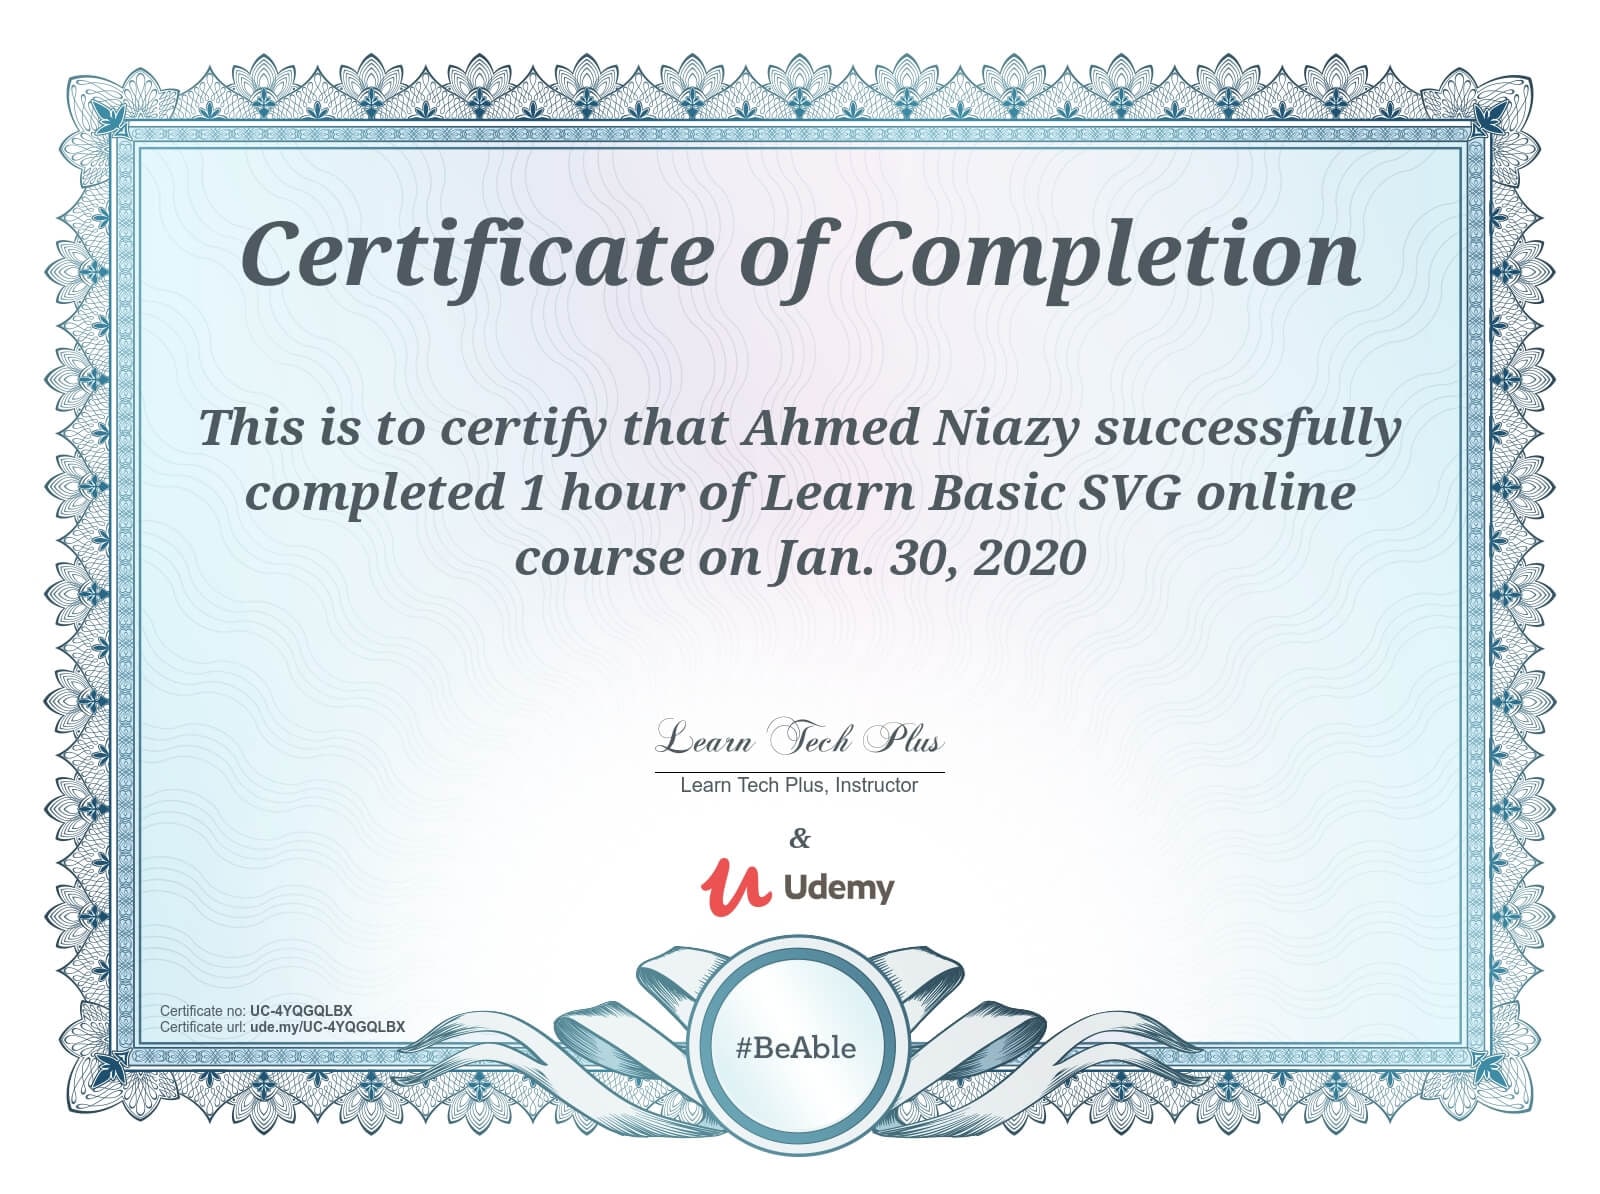 Certificate of Completion
This is to certify that Ahmed Niazy successfully
completed 1 hour of Learn Basic SVG online
course on Jan. 30, 2020
Learn Tech Plus
Learn Tech Plus, Instructor
&
Udemy
Certificate no: UC-4YQGQLBX
Certificate url: ude.my/UC-4YQGQLBX
#BeAble